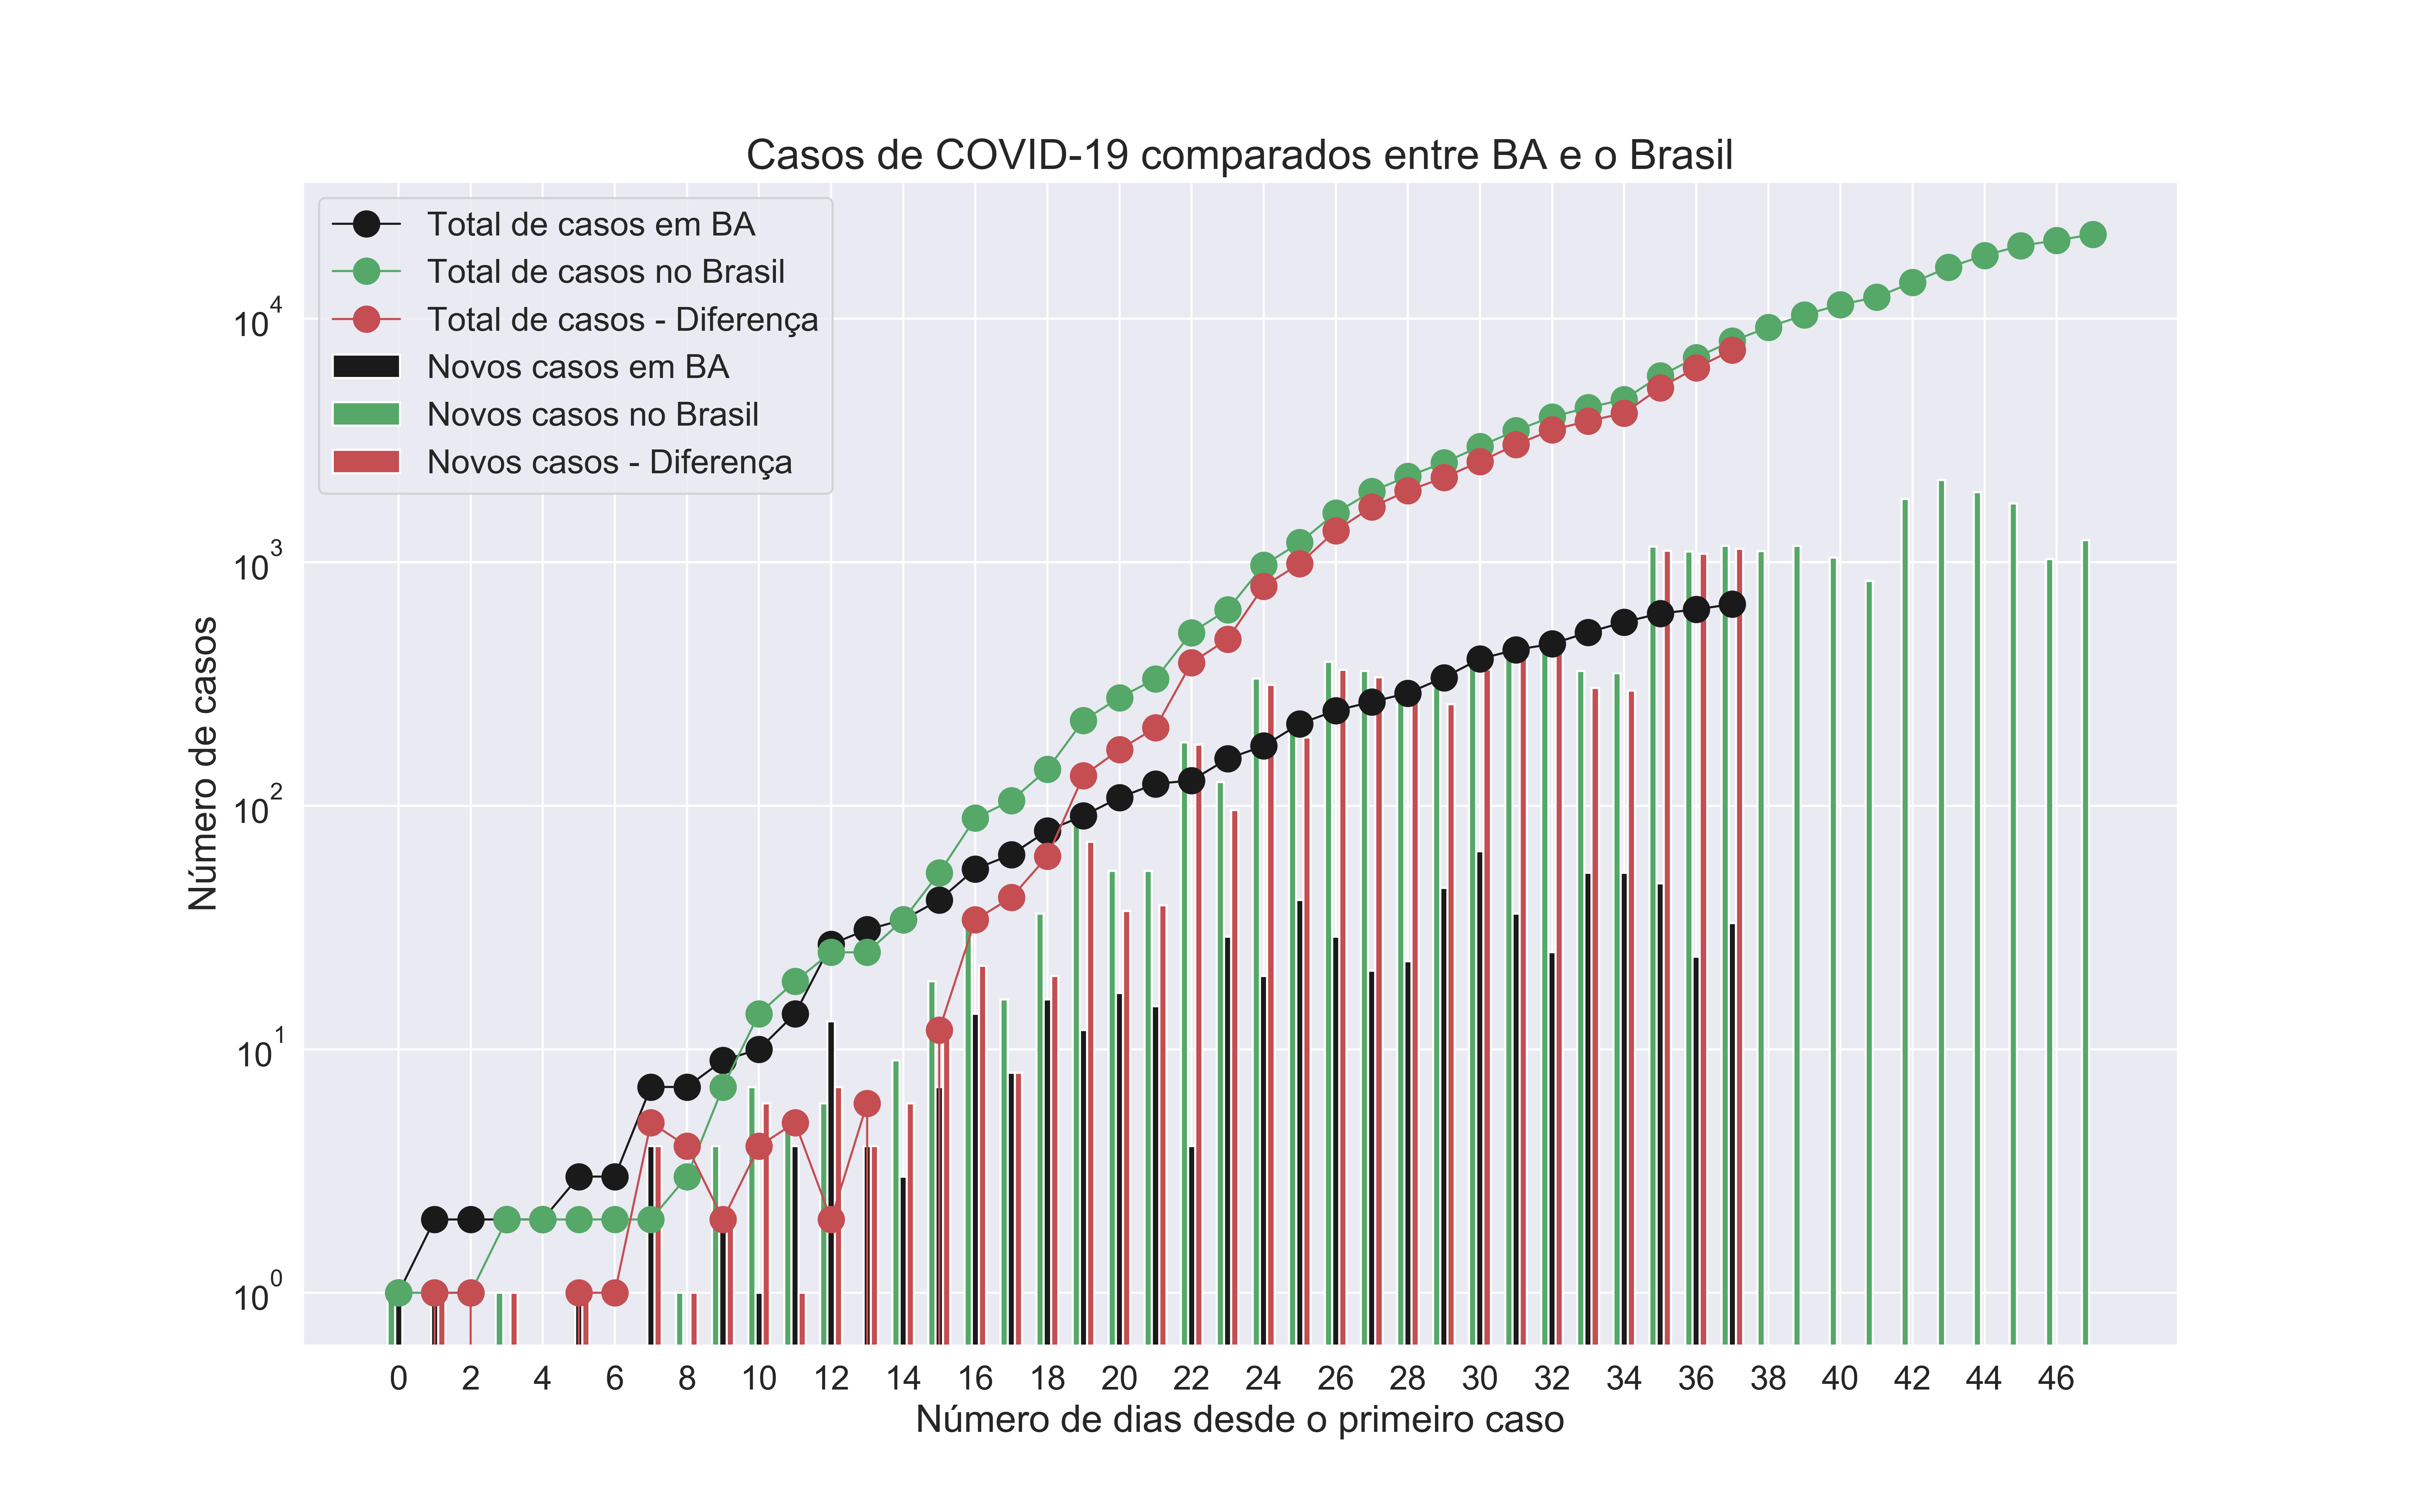 Casos de COVID-19 comparados entre BA e o Brasil
Total de casos em BA
Total de casos no Brasil
Total de casos - Diferença
Novos casos em BA
Novos casos no Brasil
Novos casos - Diferença
Número de casos
10^4
10^3
10^2
10^1
10^0
0 2 4 6 8 10 12 14 16 18 20 22 24 26 28 30 32 34 36 38 40 42 44 46
Número de dias desde o primeiro caso